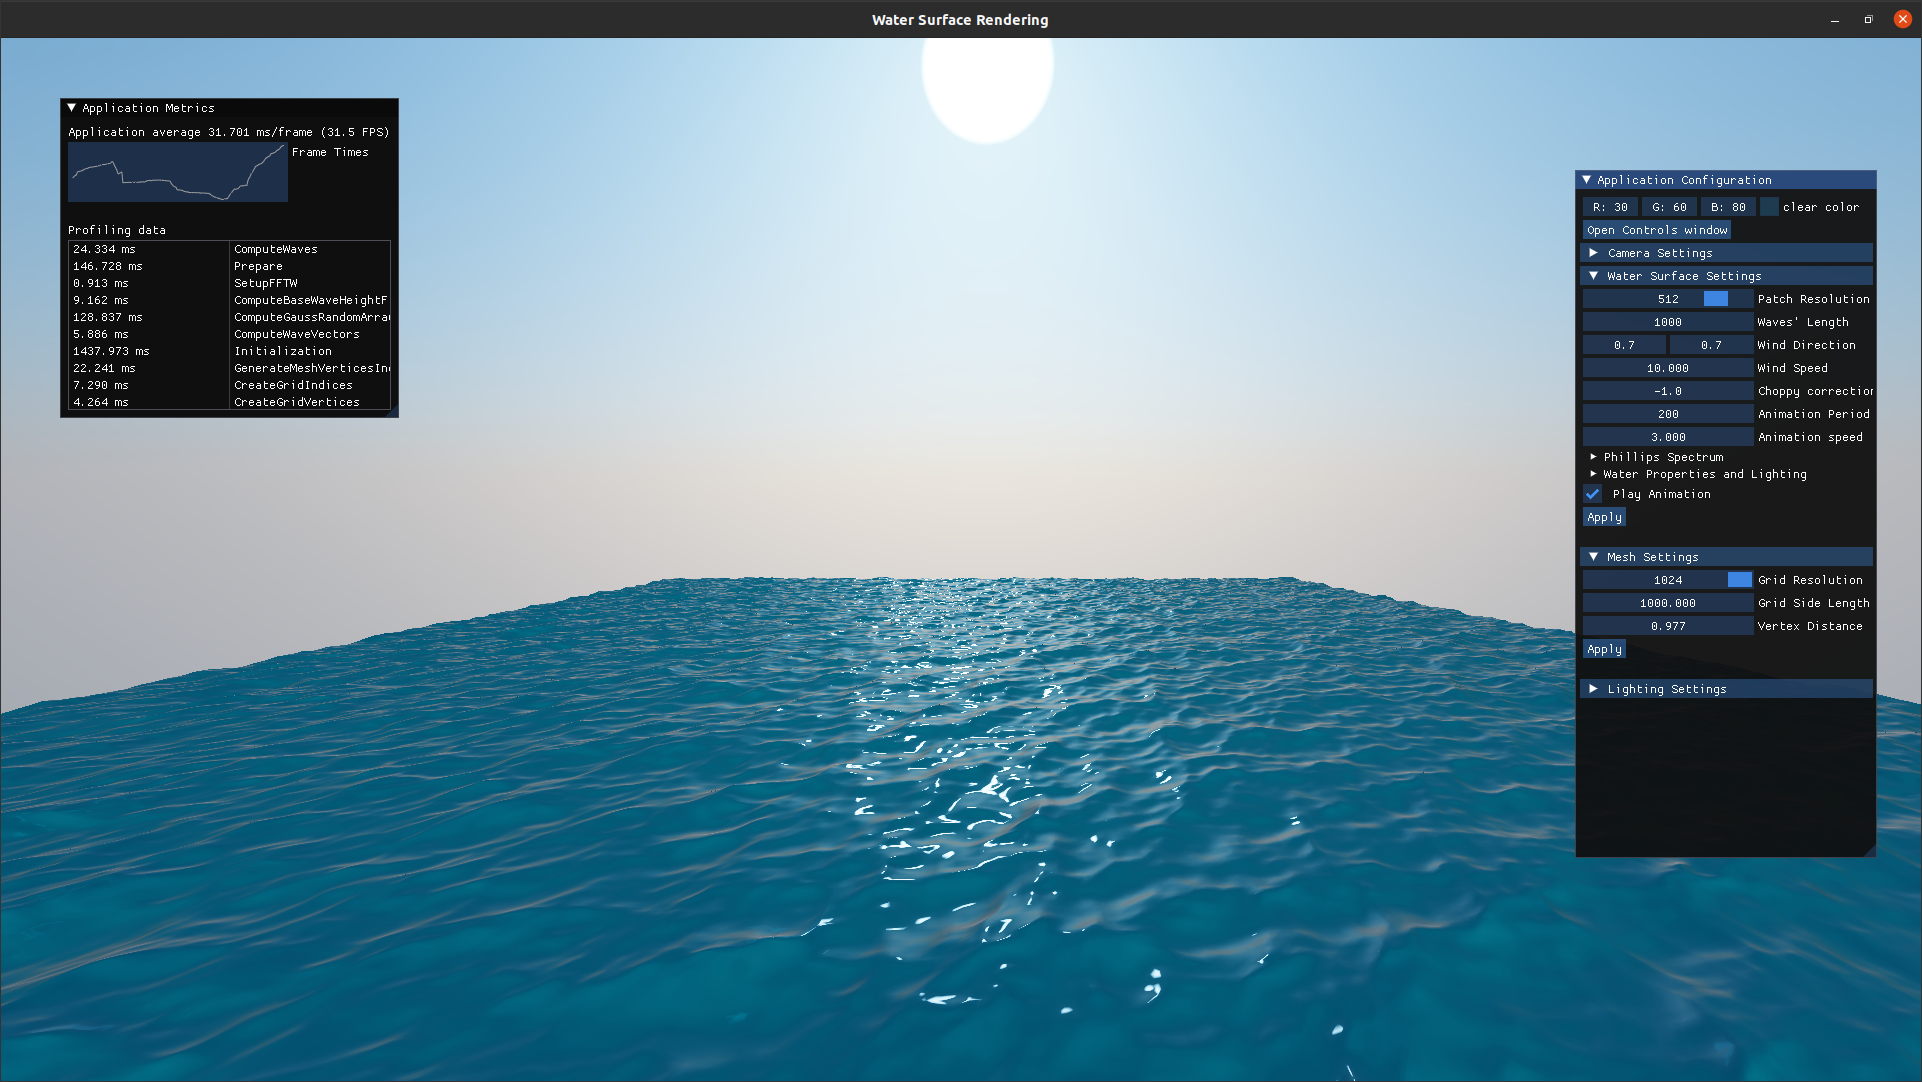 Water Surface Rendering
Application Metrics
Application average 31.701 ms/frame (31.5 FPS)
Frame Times
Profiling data
24.334 ms ComputeWaves
146.728 ms Prepare
0.913 ms SetupFFTW
9.162 ms ComputeBaseWaveHeightF
128.837 ms ComputeGaussRandomArra
5.886 ms ComputeWaveVectors
1437.973 ms Initialization
22.241 ms GenerateMeshVerticesIn
7.290 ms CreateGridIndices
4.264 ms CreateGridVertices
Application Configuration
R: 30 G: 60 B: 80 clear color
Open Controls window
Camera Settings
Water Surface Settings
512 Patch Resolution
1000 Waves' Length
0.7 0.7 Wind Direction
10.000 Wind Speed
-1.0 Choppy correction
200 Animation Period
3.000 Animation speed
Phillips Spectrum
Water Properties and Lighting
Play Animation
Apply
Mesh Settings
1024 Grid Resolution
1000.000 Grid Side Length
0.977 Vertex Distance
Apply
Lighting Settings